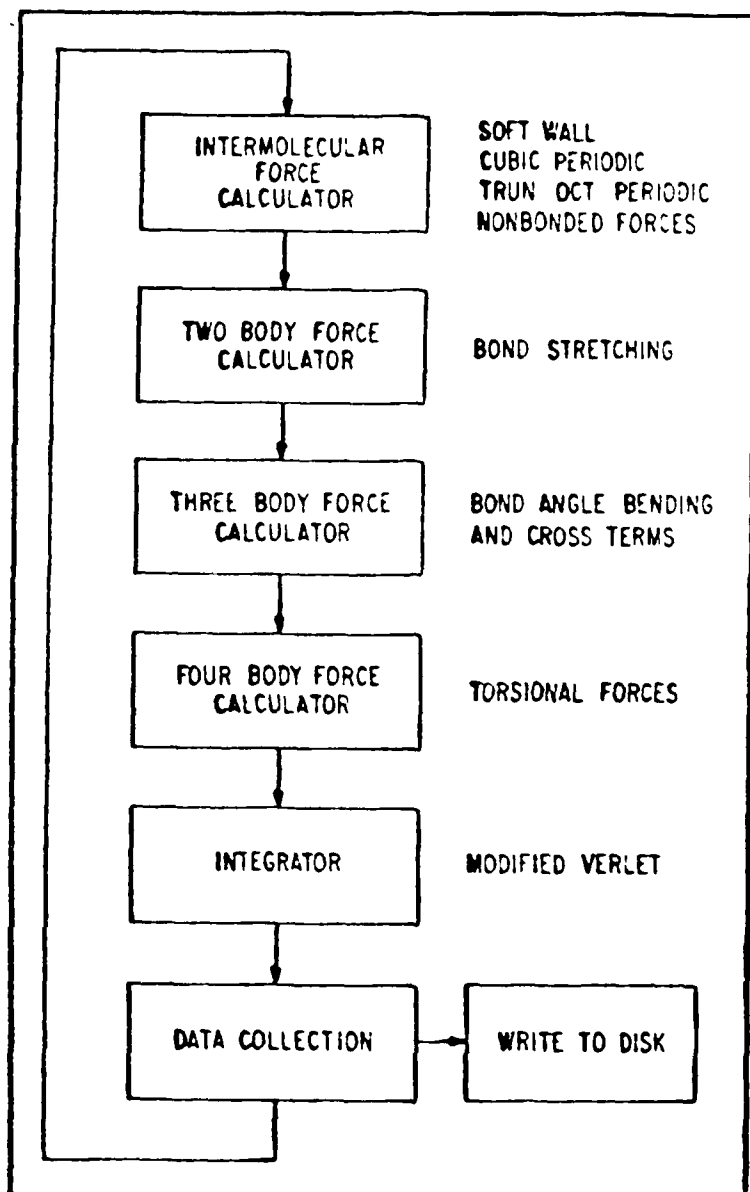 INTERMOLECULAR
FORCE
CALCULATOR
SOFT WALL
CUBIC PERIODIC
TRUN OCT PERIODIC
NONBONDED FORCES
TWO BODY FORCE
CALCULATOR
BOND STRETCHING
THREE BODY FORCE
CALCULATOR
BOND ANGLE BENDING
AND CROSS TERMS
FOUR BODY FORCE
CALCULATOR
TORSIONAL FORCES
INTEGRATOR
MODIFIED VERLET
DATA COLLECTION
WRITE TO DISK